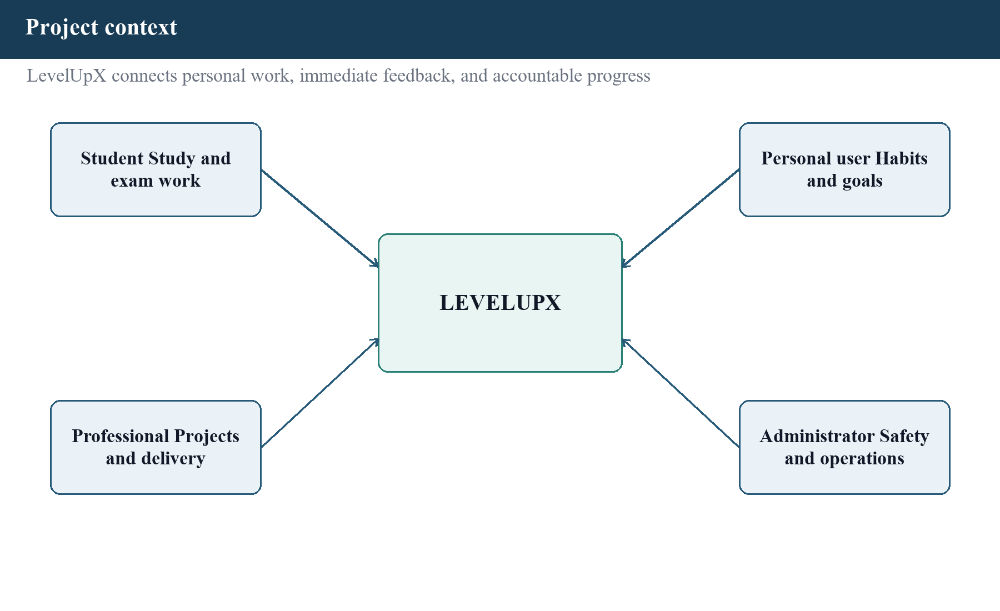 Project context
LevelUpX connects personal work, immediate feedback, and accountable progress
Student Study and
exam work
Personal user Habits
and goals
LEVELUPX
Professional Projects
and delivery
Administrator Safety
and operations